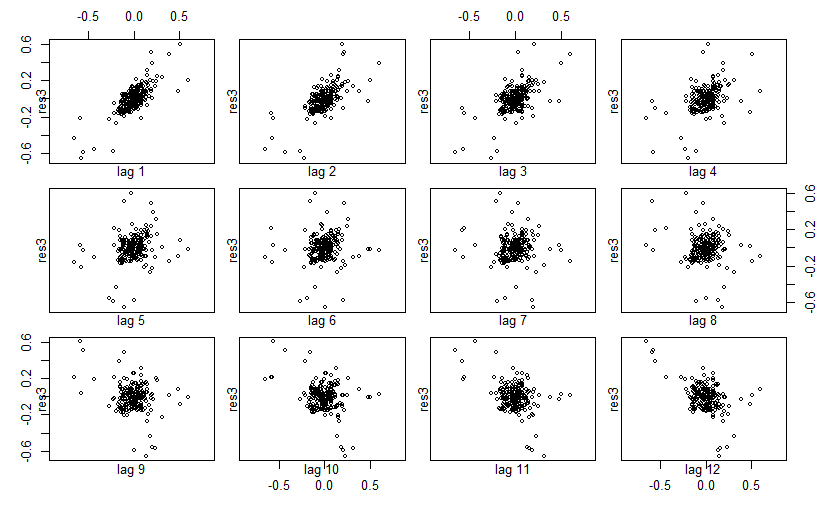 -0.5 0.0 0.5 -0.5 0.0 0.5
-0.6 -0.2 0.2 0.6 res3 res3 res3 res3
lag 1 lag 2 lag 3 lag 4
res3 res3 res3 res3 -0.6 -0.2 0.2 0.6
lag 5 lag 6 lag 7 lag 8
-0.6 -0.2 0.2 0.6 res3 res3 res3 res3
lag 9 lag 10 lag 11 lag 12
-0.5 0.0 0.5 -0.5 0.0 0.5